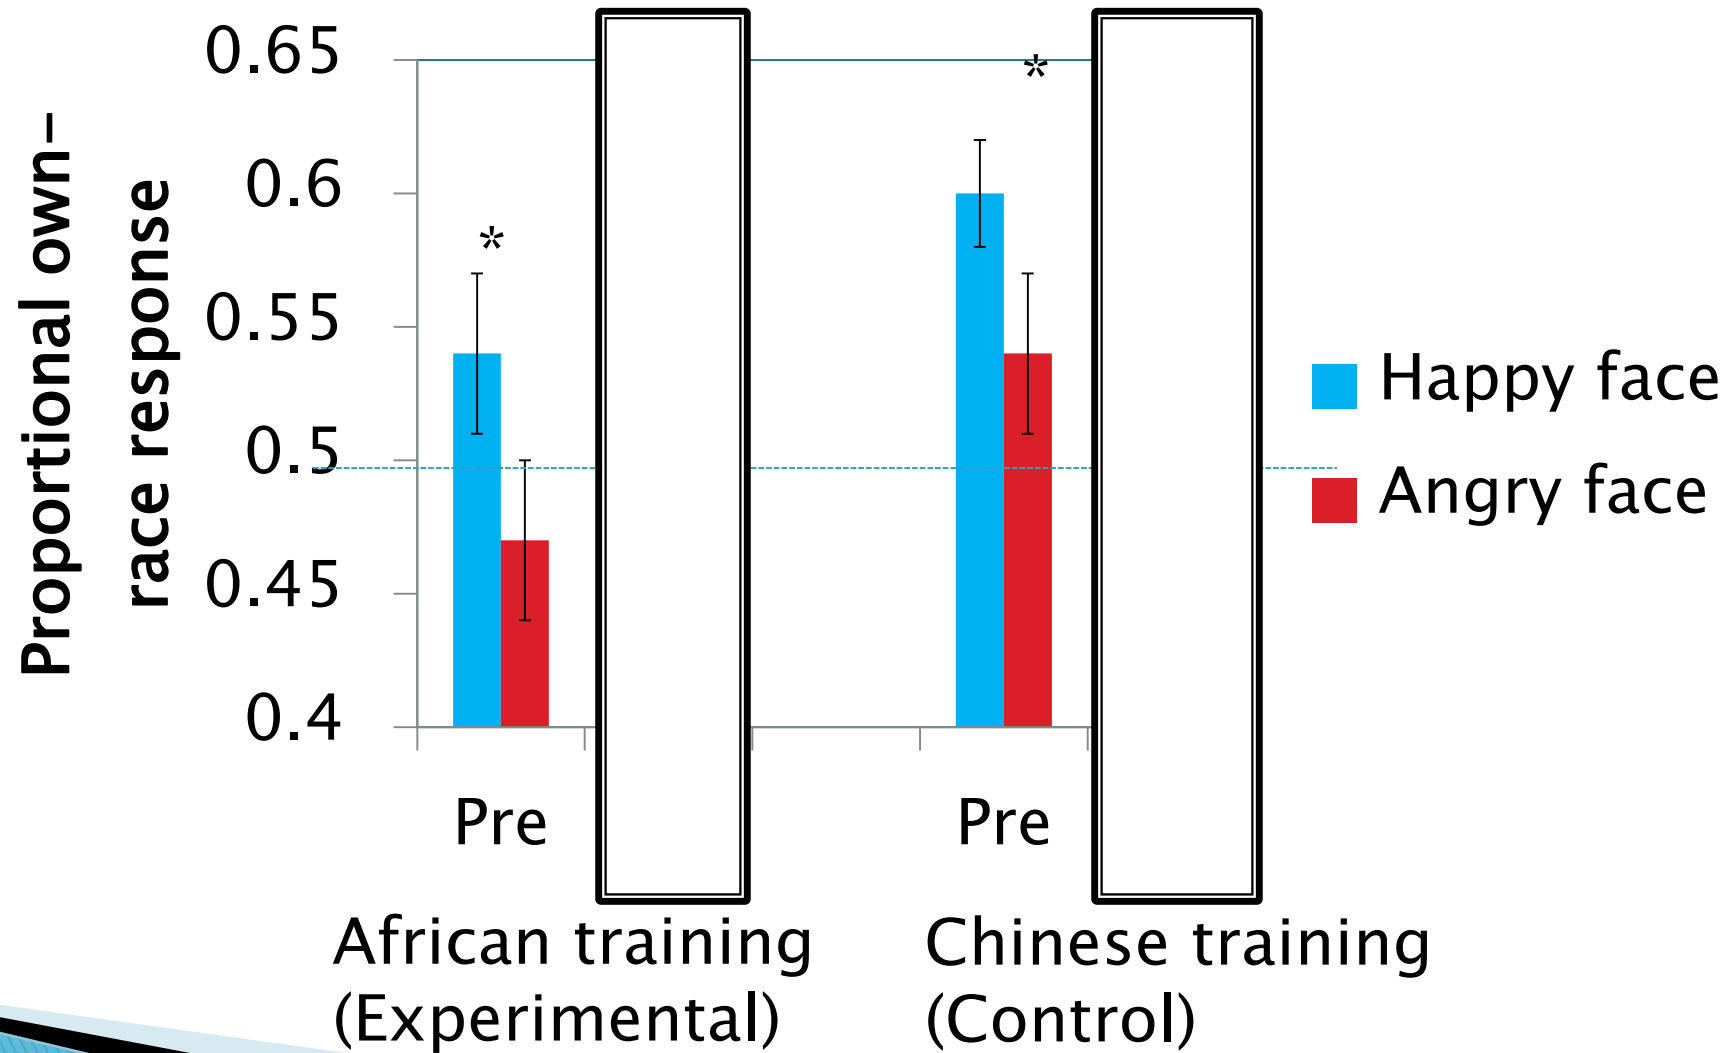 Proportional own–
race response
0.65
0.6
0.55
0.5
0.45
0.4
*
*
Happy face
Angry face
Pre
Pre
African training
(Experimental)
Chinese training
(Control)